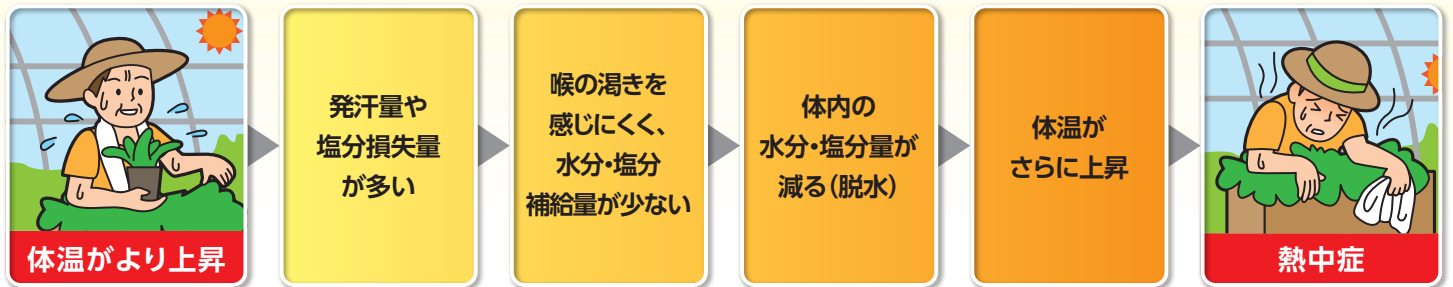 体温がより上昇
発汗量や
塩分損失量
が多い
喉の渇きを
感じにくく、
水分・塩分
補給量が少ない
体内の
水分・塩分量が
減る(脱水)
体温が
さらに上昇
熱中症